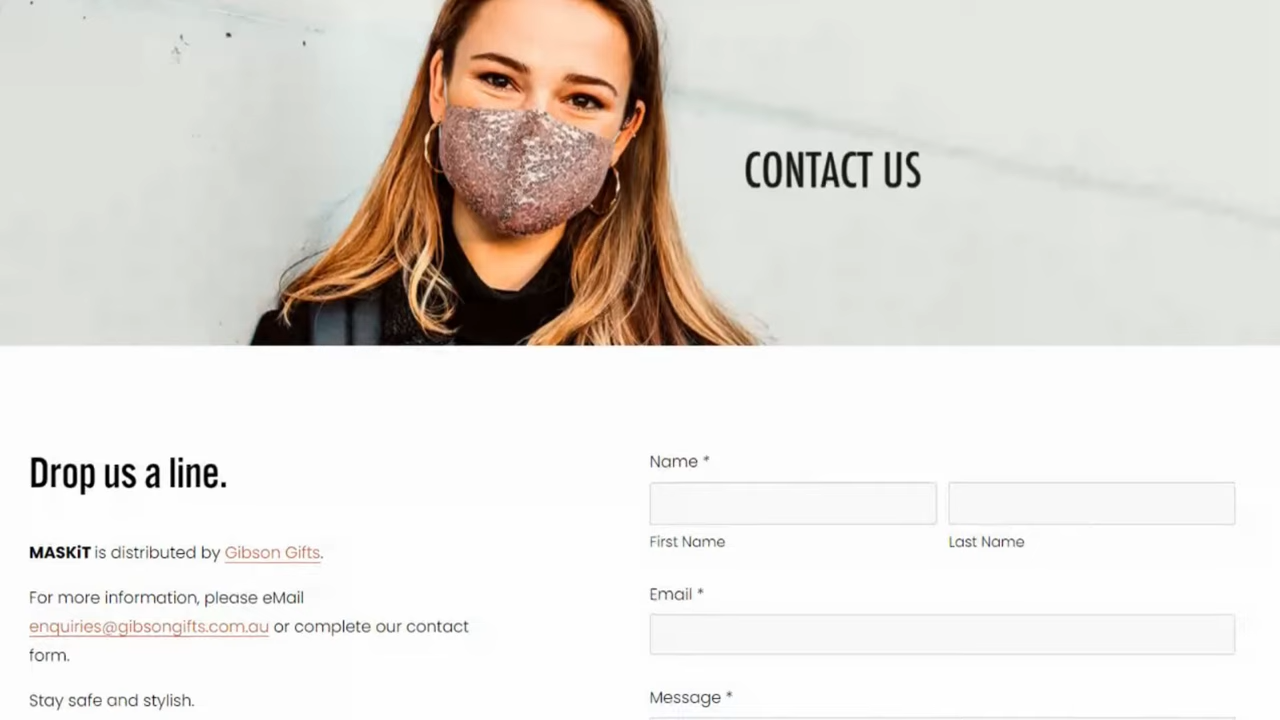 CONTACT US
Drop us a line.
MASKiT is distributed by Gibson Gifts.
For more information, please eMail
enquiries@gibsongifts.com.au or complete our contact
form.
Stay safe and stylish.
Name *
First Name
Last Name
Email *
Message *